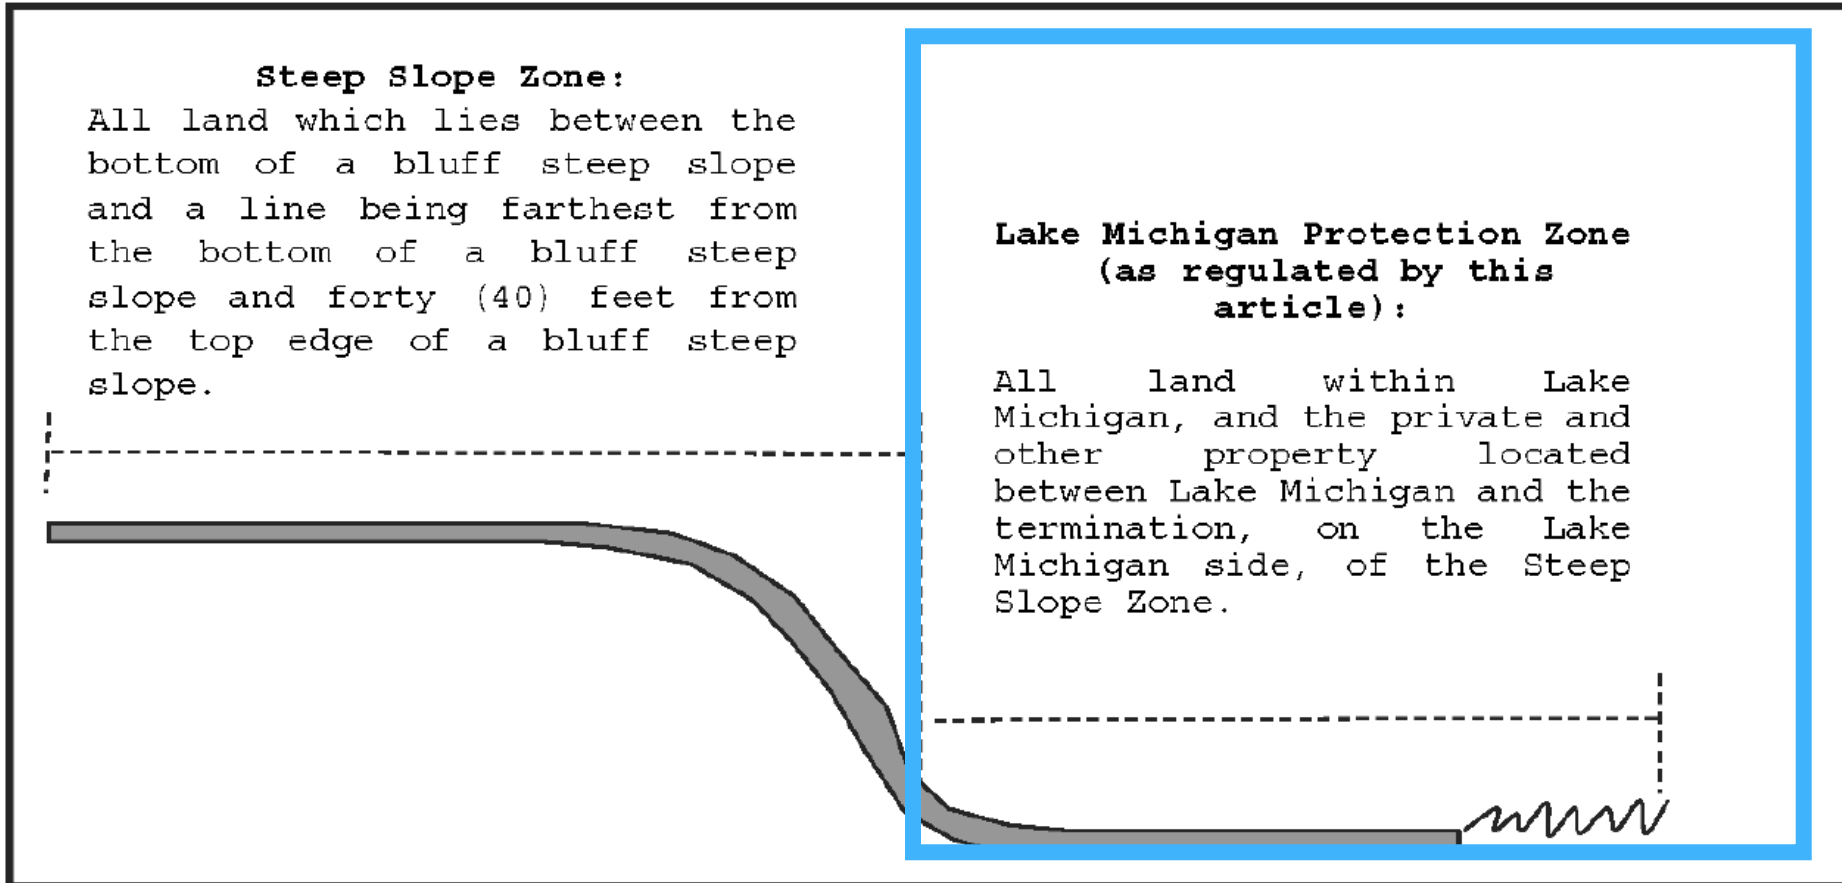 Steep Slope Zone:
All land which lies between the
bottom of a bluff steep slope
and a line being farthest from
the bottom of a bluff steep
slope and forty (40) feet from
the top edge of a bluff steep
slope.
Lake Michigan Protection Zone
(as regulated by this
article):
All land within Lake
Michigan, and the private and
other property located
between Lake Michigan and the
termination, on the Lake
Michigan side, of the Steep
Slope Zone.